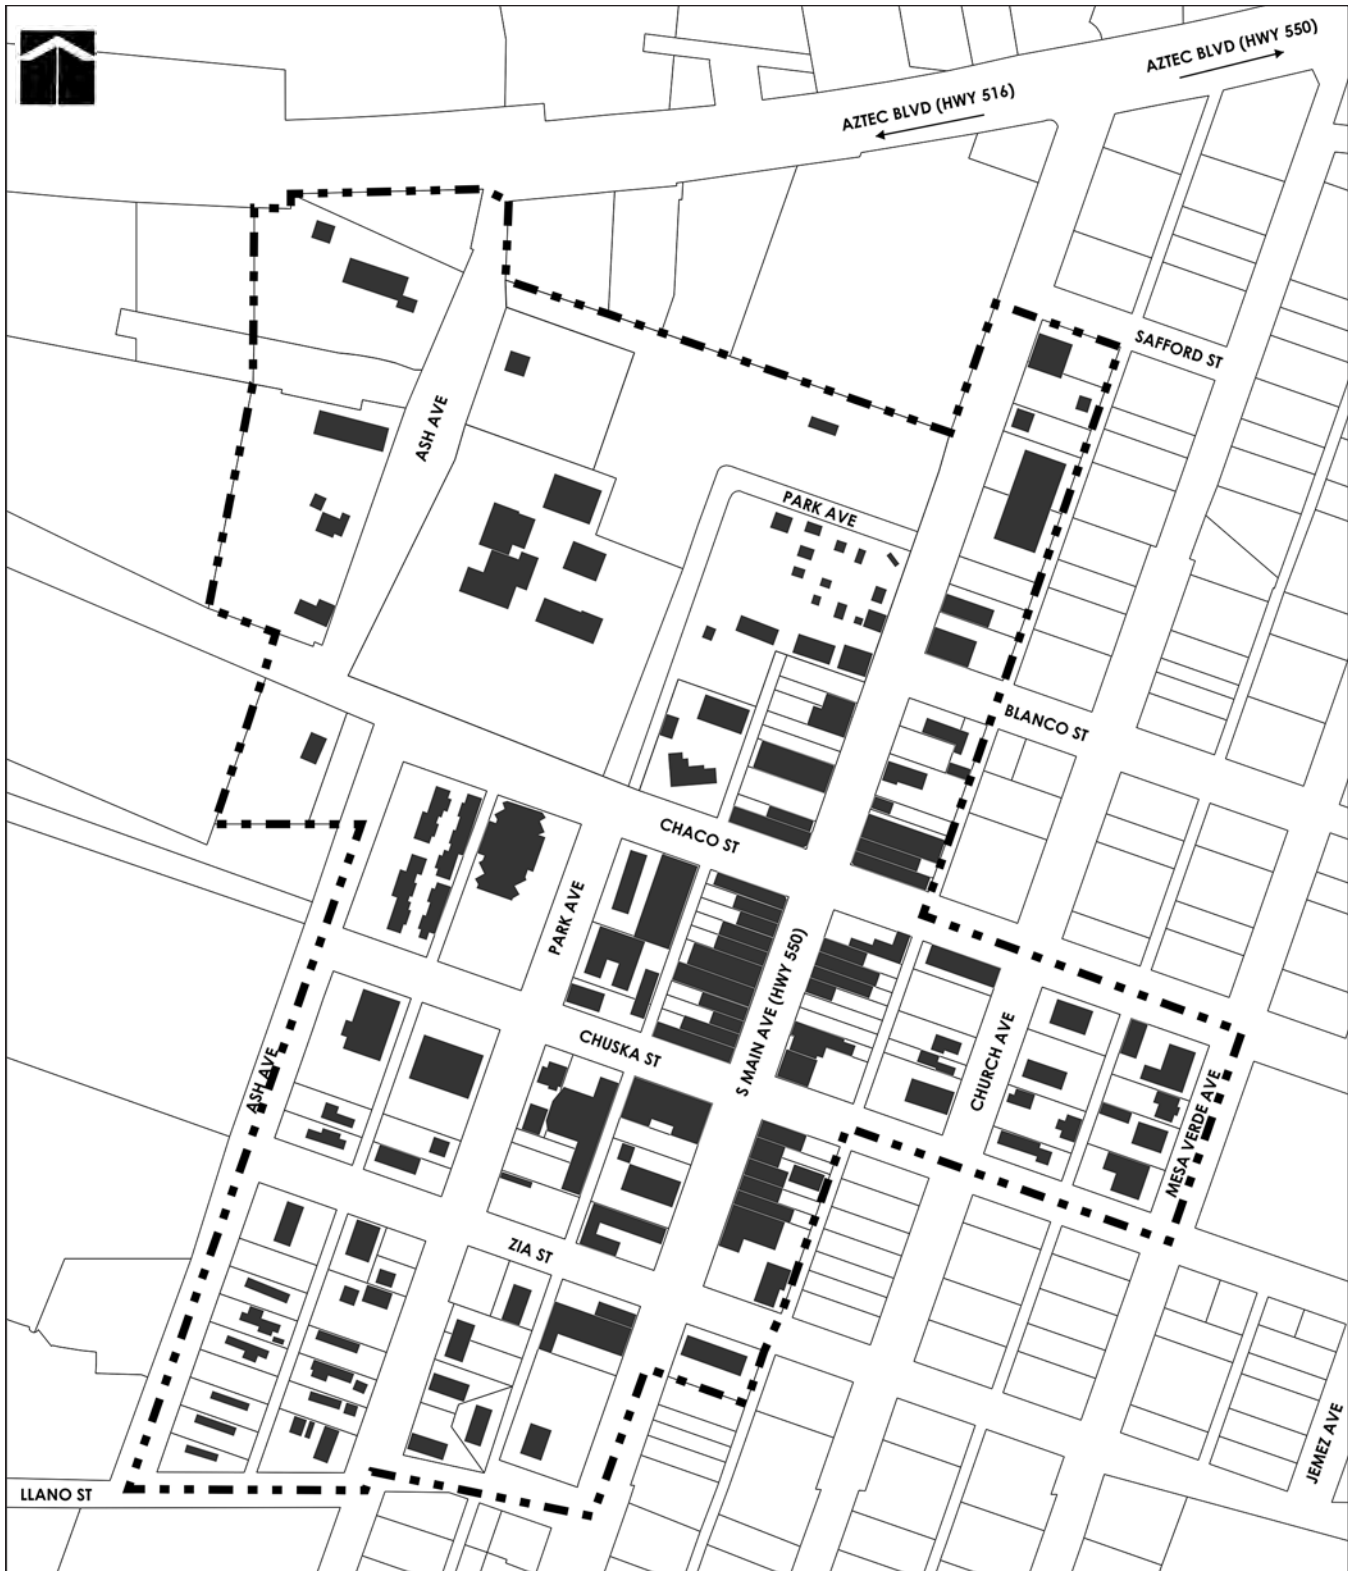 AZTEC BLVD (HWY 550)
AZTEC BLVD (HWY 516)
SAFFORD ST
ASH AVE
PARK AVE
BLANCO ST
CHACO ST
PARK AVE
S MAIN AVE (HWY 550)
CHUSKA ST
CHURCH AVE
ASH AVE
MESA VERDE AVE
ZIA ST
JEMEZ AVE
LLANO ST